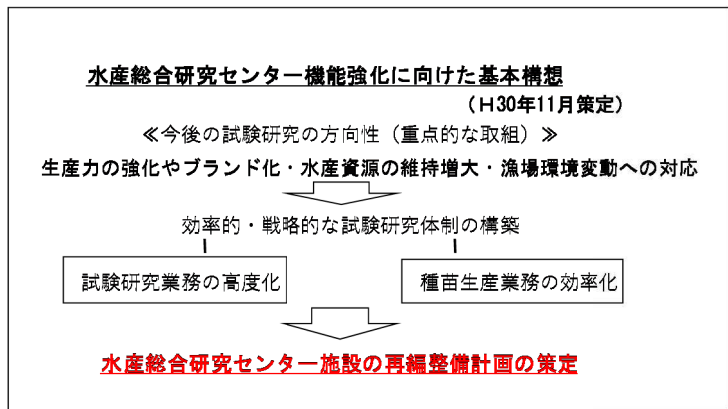 水産総合研究センター機能強化に向けた基本構想
（Ｈ30年11月策定）
≪今後の試験研究の方向性（重点的な取組）≫
生産力の強化やブランド化・水産資源の維持増大・漁場環境変動への対応
効率的・戦略的な試験研究体制の構築
試験研究業務の高度化
種苗生産業務の効率化
水産総合研究センター施設の再編整備計画の策定